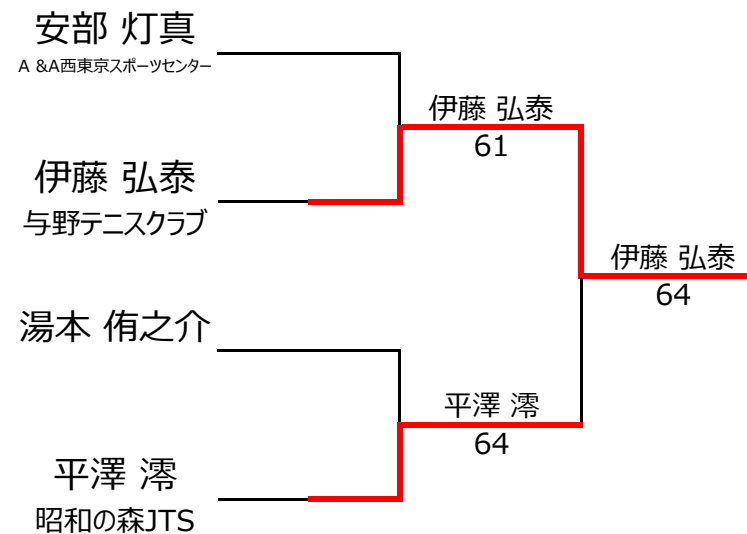 安部 灯真
A &A西東京スポーツセンター
伊藤 弘泰
61
伊藤 弘泰
与野テニスクラブ
伊藤 弘泰
64
湯本 侑之介
平澤 澪
64
平澤 澪
昭和の森JTS